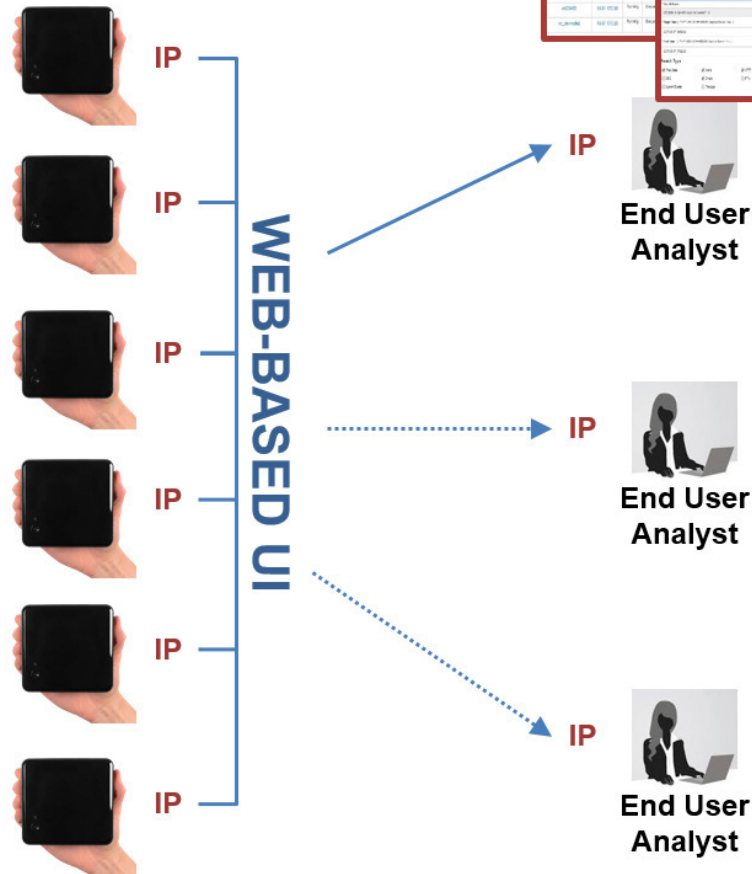 IP
IP
IP
IP
IP
IP
WEB-BASED UI
IP
End User
Analyst
IP
End User
Analyst
IP
End User
Analyst